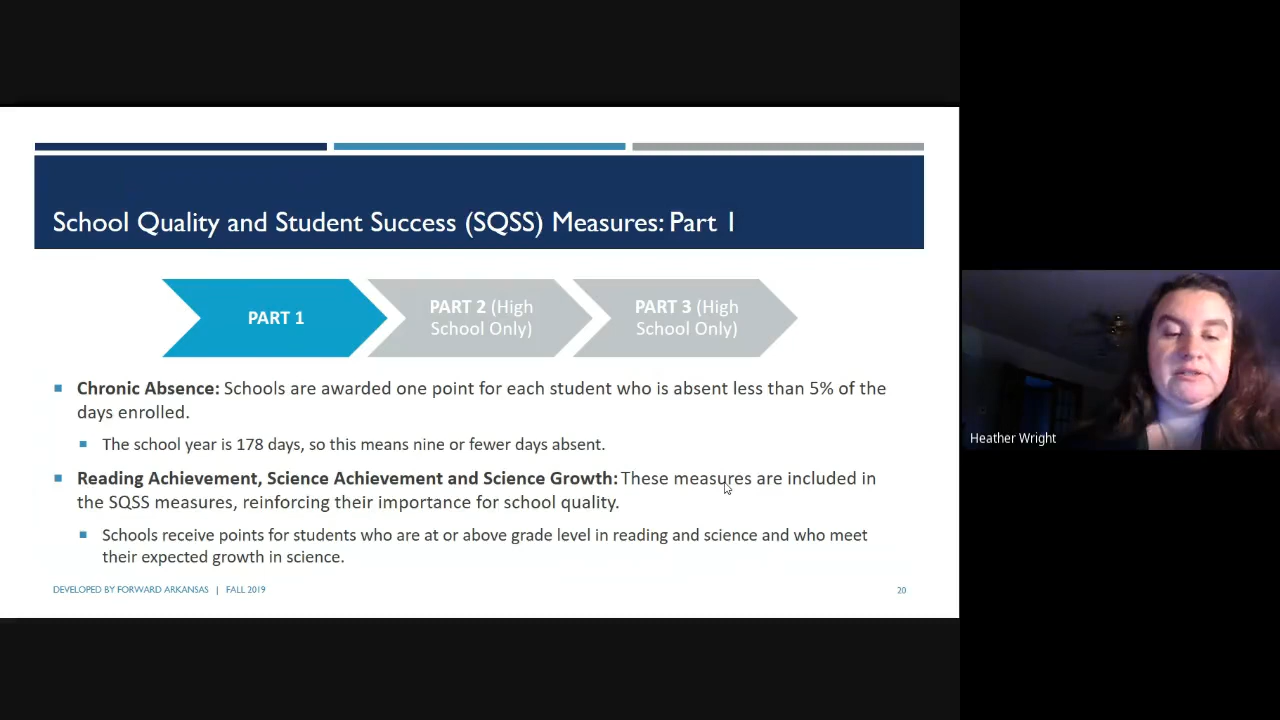 School Quality and Student Success (SQSS) Measures: Part 1
PART 1
PART 2 (High
School Only)
PART 3 (High
School Only)
Chronic Absence: Schools are awarded one point for each student who is absent less than 5% of the
days enrolled.
The school year is 178 days, so this means nine or fewer days absent.
Reading Achievement, Science Achievement and Science Growth: These measures are included in
the SQSS measures, reinforcing their importance for school quality.
Schools receive points for students who are at or above grade level in reading and science and who meet
their expected growth in science.
DEVELOPED BY FORWARD ARKANSAS | FALL 2019
20
Heather Wright